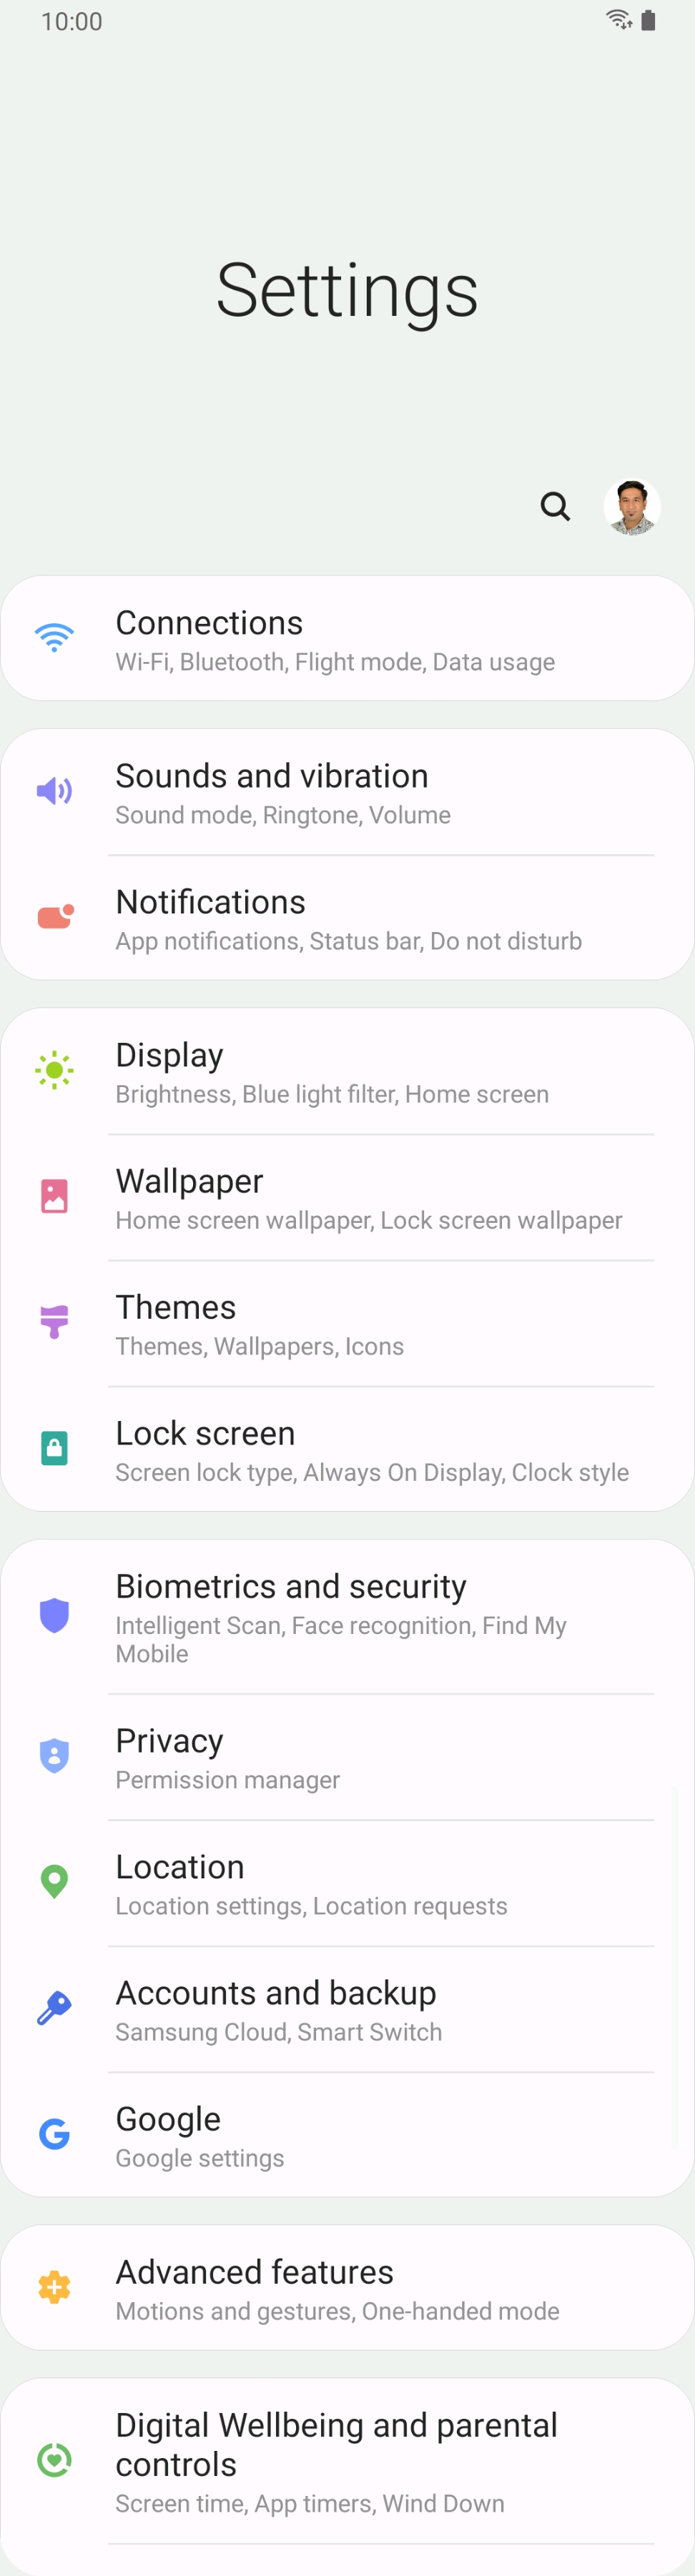 10:00
Settings
Connections
Wi-Fi, Bluetooth, Flight mode, Data usage
Sounds and vibration
Sound mode, Ringtone, Volume
Notifications
App notifications, Status bar, Do not disturb
Display
Brightness, Blue light filter, Home screen
Wallpaper
Home screen wallpaper, Lock screen wallpaper
Themes
Themes, Wallpapers, Icons
Lock screen
Screen lock type, Always On Display, Clock style
Biometrics and security
Intelligent Scan, Face recognition, Find My
Mobile
Privacy
Permission manager
Location
Location settings, Location requests
Accounts and backup
Samsung Cloud, Smart Switch
Google
Google settings
Advanced features
Motions and gestures, One-handed mode
Digital Wellbeing and parental
controls
Screen time, App timers, Wind Down